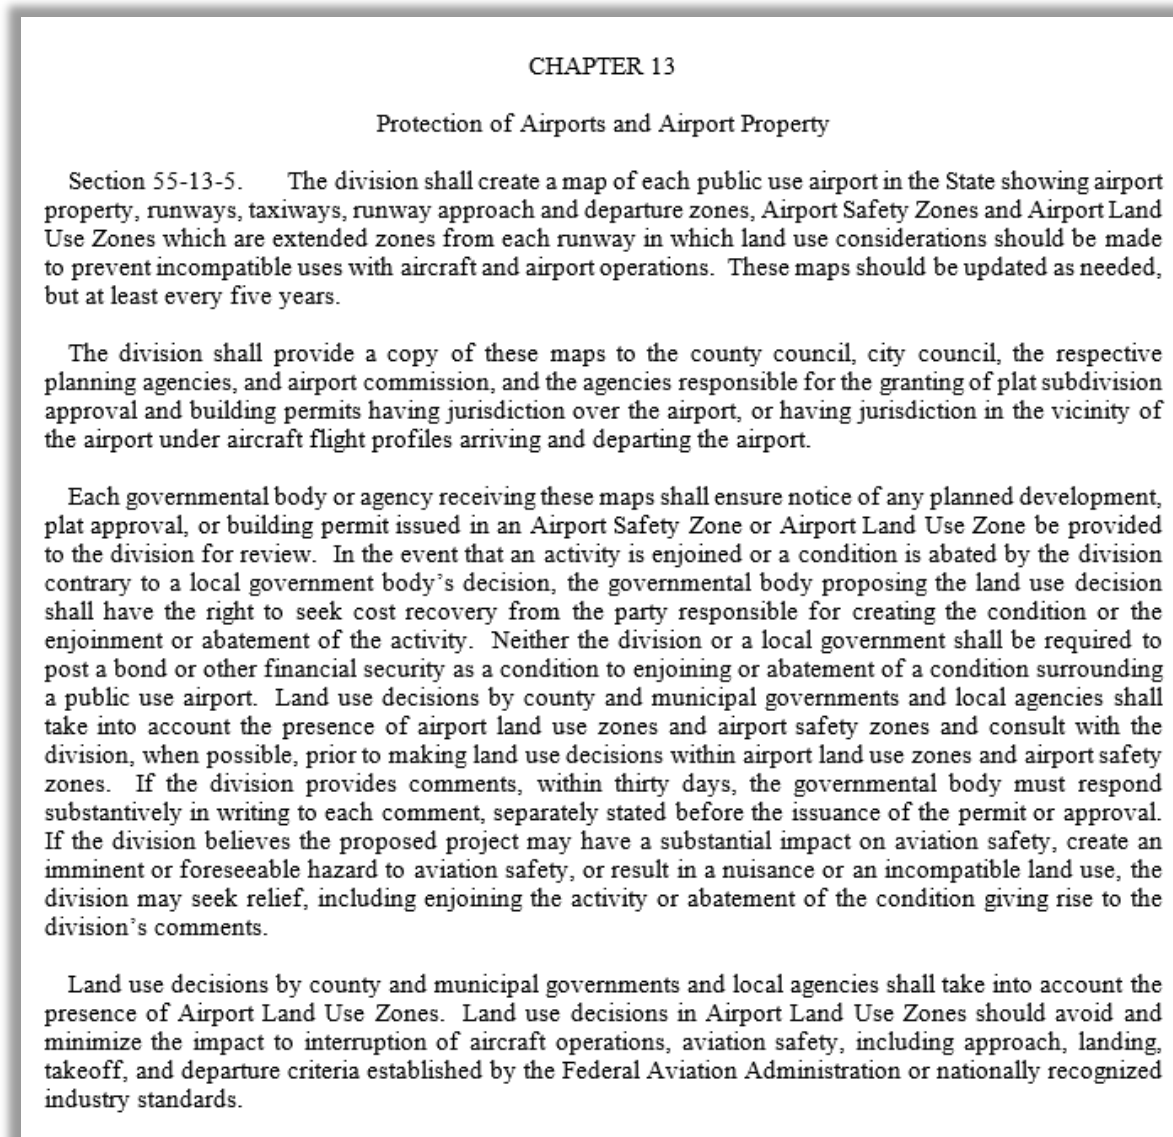 CHAPTER 13
Protection of Airports and Airport Property
Section 55-13-5. The division shall create a map of each public use airport in the State showing airport
property, runways, taxiways, runway approach and departure zones, Airport Safety Zones and Airport Land
Use Zones which are extended zones from each runway in which land use considerations should be made
to prevent incompatible uses with aircraft and airport operations. These maps should be updated as needed,
but at least every five years.
The division shall provide a copy of these maps to the county council, city council, the respective
planning agencies, and airport commission, and the agencies responsible for the granting of plat subdivision
approval and building permits having jurisdiction over the airport, or having jurisdiction in the vicinity of
the airport under aircraft flight profiles arriving and departing the airport.
Each governmental body or agency receiving these maps shall ensure notice of any planned development,
plat approval, or building permit issued in an Airport Safety Zone or Airport Land Use Zone be provided
to the division for review. In the event that an activity is enjoined or a condition is abated by the division
contrary to a local government body's decision, the governmental body proposing the land use decision
shall have the right to seek cost recovery from the party responsible for creating the condition or the
enjoinment or abatement of the activity. Neither the division or a local government shall be required to
post a bond or other financial security as a condition to enjoining or abatement of a condition surrounding
a public use airport. Land use decisions by county and municipal governments and local agencies shall
take into account the presence of airport land use zones and airport safety zones and consult with the
division, when possible, prior to making land use decisions within airport land use zones and airport safety
zones. If the division provides comments, within thirty days, the governmental body must respond
substantively in writing to each comment, separately stated before the issuance of the permit or approval.
If the division believes the proposed project may have a substantial impact on aviation safety, create an
imminent or foreseeable hazard to aviation safety, or result in a nuisance or an incompatible land use, the
division may seek relief, including enjoining the activity or abatement of the condition giving rise to the
division's comments.
Land use decisions by county and municipal governments and local agencies shall take into account the
presence of Airport Land Use Zones. Land use decisions in Airport Land Use Zones should avoid and
minimize the impact to interruption of aircraft operations, aviation safety, including approach, landing,
takeoff, and departure criteria established by the Federal Aviation Administration or nationally recognized
industry standards.